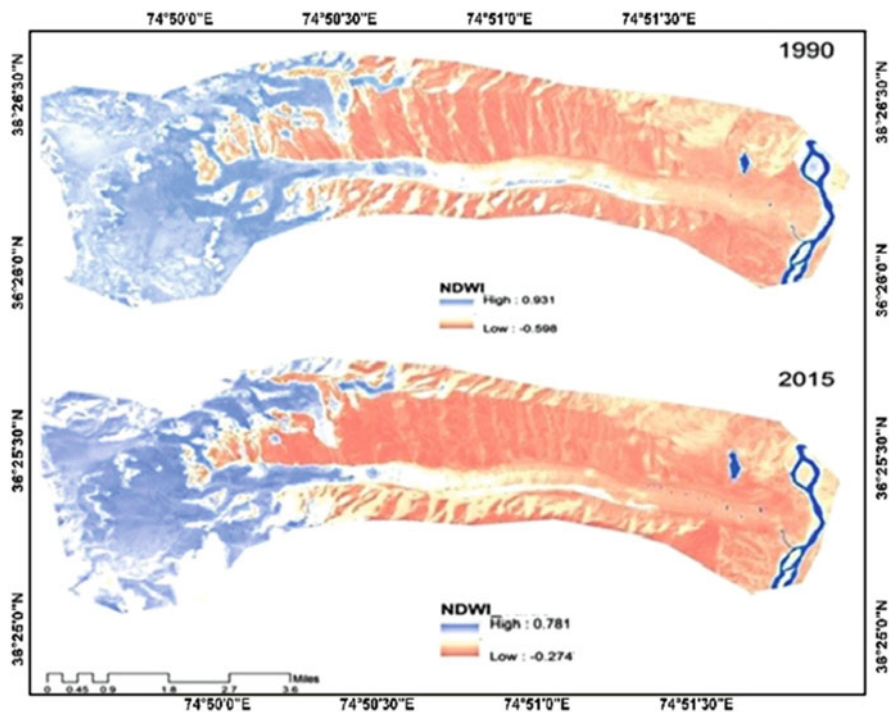 74°50'0"E 74°50'30"E 74°51'0"E 74°51'30"E
1990
38°26'30"N
36°26'30"N
36°26'0"N
36°26'0"N
NDWI
High : 0.931
Low : -0.598
2015
36°25'30"N
36°25'30"N
NDWI
High : 0.781
Low : -0.274
38°25'0"N
38°25'0"N
Miles
0 0.45 0.9 1.8 2.7 3.6
74°50'0"E 74°50'30"E 74°51'0"E 74°51'30"E